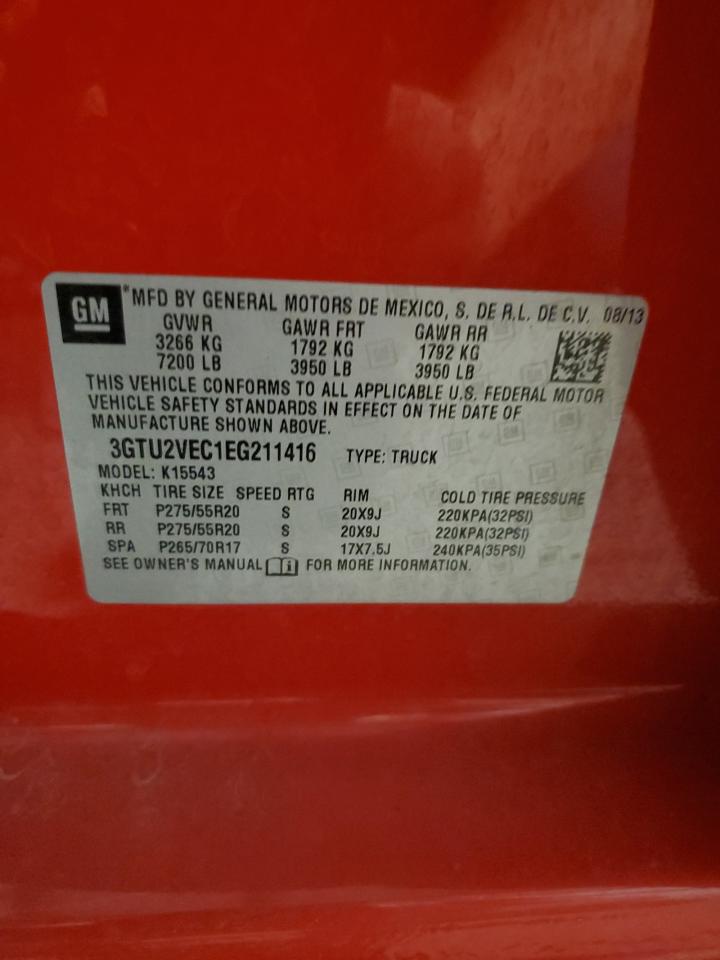 GM
*MFD BY GENERAL MOTORS DE MEXICO, S. DE R.L. DE C.V. 08/13
GVWR GAWR FRT GAWR RR
3266 KG 1792 KG 1792 KG
7200 LB 3950 LB 3950 LB
THIS VEHICLE CONFORMS TO ALL APPLICABLE U.S. FEDERAL MOTOR
VEHICLE SAFETY STANDARDS IN EFFECT ON THE DATE OF
MANUFACTURE SHOWN ABOVE.
3GTU2VEC1EG211416 TYPE: TRUCK
MODEL: K15543
KHCH TIRE SIZE SPEED RTG RIM COLD TIRE PRESSURE
FRT P275/55R20 S 20X9J 220KPA(32PSI)
RR P275/55R20 S 20X9J 220KPA(32PSI)
SPA P265/70R17 S 17X7.5J 240KPA(35PSI)
SEE OWNER'S MANUAL i FOR MORE INFORMATION.